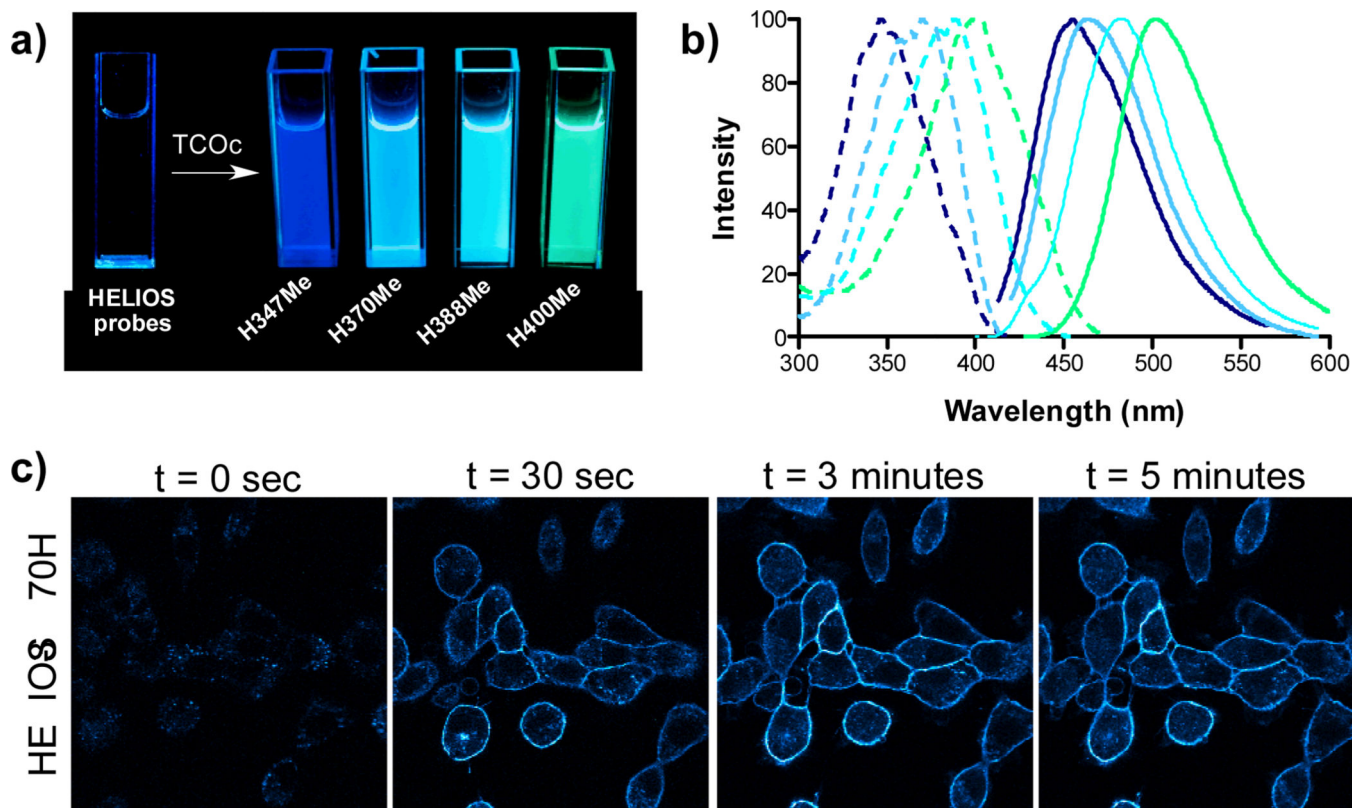 a)
TCOc
HELIOS
probes
H347Me
H370Me
H388Me
H400Me
b)
Intensity
100
80
60
40
20
0
300
350
400
450
500
550
600
Wavelength (nm)
c)
t = 0 sec
t = 30 sec
t = 3 minutes
t = 5 minutes
70H